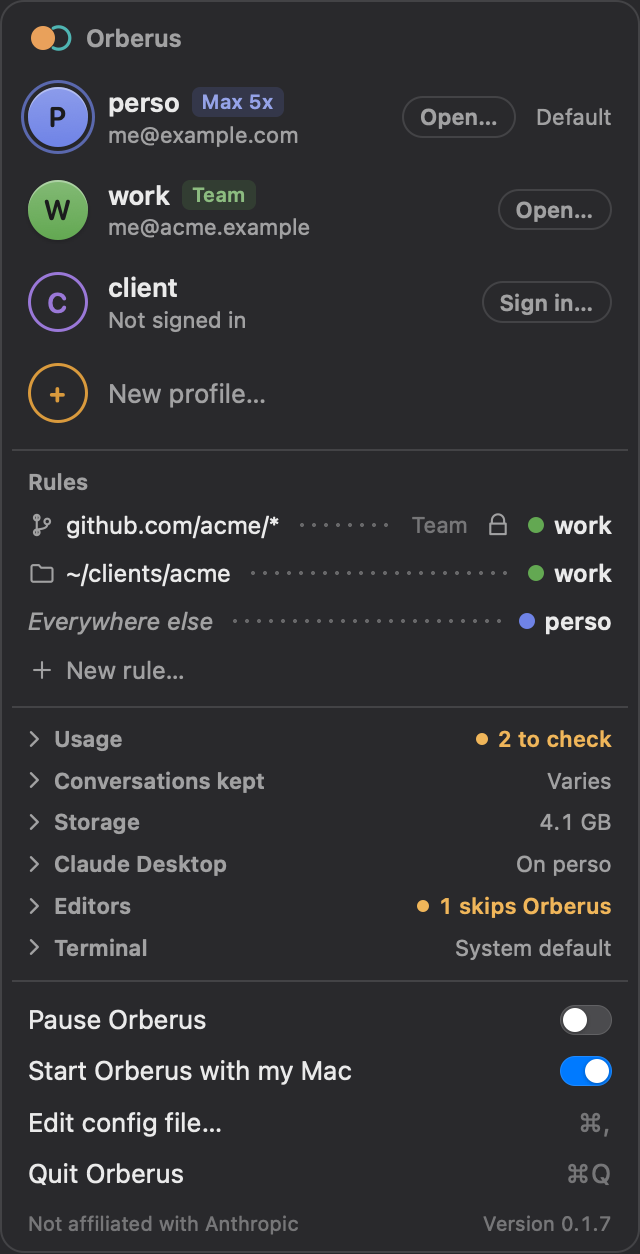 Orberus
P perso Max 5x Open... Default
me@example.com
W work Team Open...
me@acme.example
C client Sign in...
Not signed in
+ New profile...
Rules
github.com/acme/* ········ Team work
~/clients/acme ························ work
Everywhere else ························· perso
+ New rule...
Usage 2 to check
Conversations kept Varies
Storage 4.1 GB
Claude Desktop On perso
Editors 1 skips Orberus
Terminal System default
Pause Orberus
Start Orberus with my Mac
Edit config file... ⌘,
Quit Orberus ⌘Q
Not affiliated with Anthropic Version 0.1.7